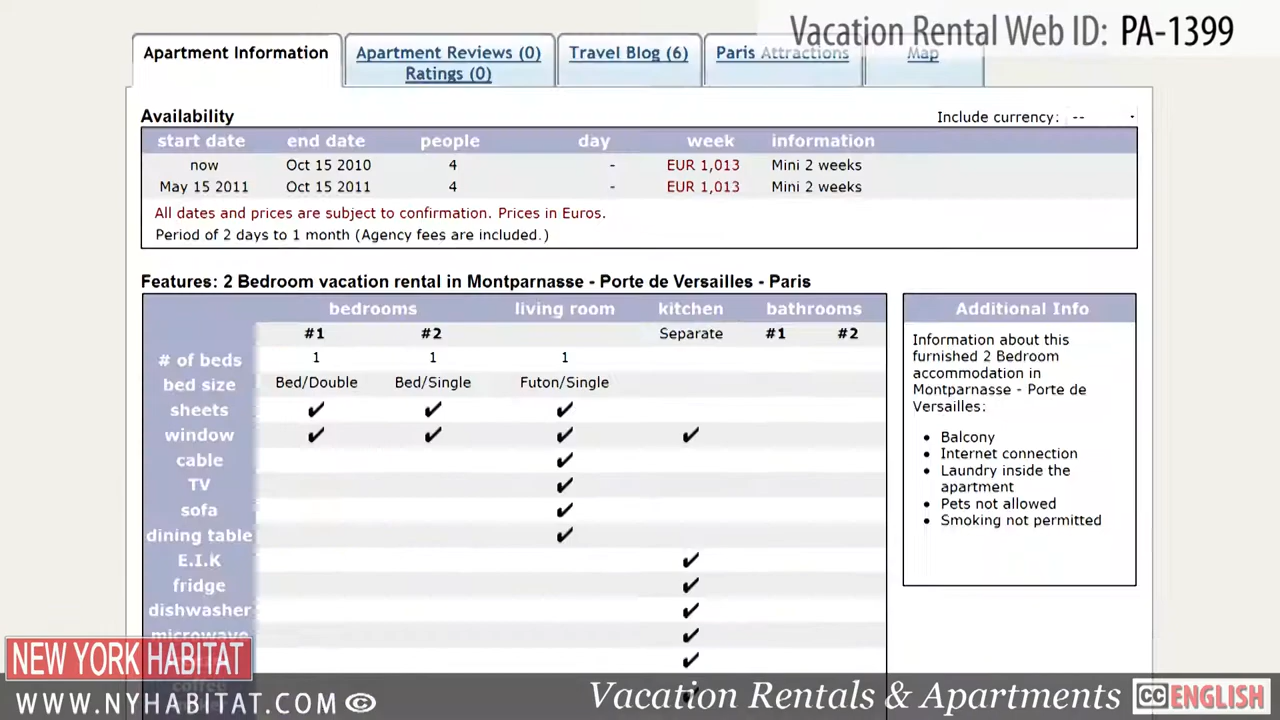 Vacation Rental Web ID: PA-1399
Apartment Information
Apartment Reviews (0)
Ratings (0)
Travel Blog (6)
Paris Attractions
Map
Availability
Include currency: --
start date end date people day week information
now Oct 15 2010 4 - EUR 1,013 Mini 2 weeks
May 15 2011 Oct 15 2011 4 - EUR 1,013 Mini 2 weeks
All dates and prices are subject to confirmation. Prices in Euros.
Period of 2 days to 1 month (Agency fees are included.)
Features: 2 Bedroom vacation rental in Montparnasse - Porte de Versailles - Paris
bedrooms living room kitchen bathrooms
#1 #2 Separate #1 #2
# of beds 1 1 1
bed size Bed/Double Bed/Single Futon/Single
sheets ✔ ✔ ✔
window ✔ ✔ ✔ ✔
cable ✔
TV ✔
sofa ✔
dining table ✔
E.I.K ✔
fridge ✔
dishwasher ✔
microwave ✔
✔
coffee
Additional Info
Information about this
furnished 2 Bedroom
accommodation in
Montparnasse - Porte de
Versailles:
• Balcony
• Internet connection
• Laundry inside the
apartment
• Pets not allowed
• Smoking not permitted
NEW YORK HABITAT
WWW.NYHABITAT.COM ©
Vacation Rentals & Apartments
CC ENGLISH